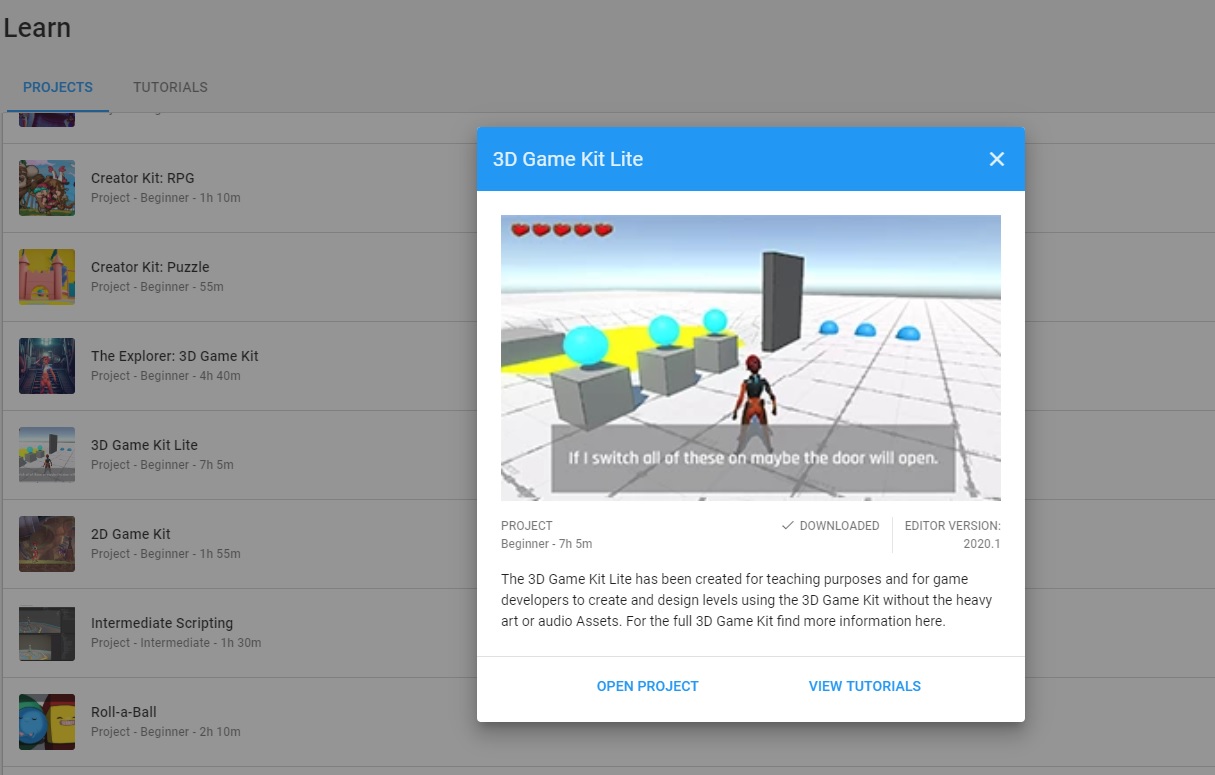 Learn
PROJECTS
TUTORIALS
Creator Kit: RPG
Project - Beginner - 1h 10m
Creator Kit: Puzzle
Project - Beginner - 55m
The Explorer: 3D Game Kit
Project - Beginner - 4h 40m
3D Game Kit Lite
Project - Beginner - 7h 5m
2D Game Kit
Project - Beginner - 1h 55m
Intermediate Scripting
Project - Intermediate - 1h 30m
Roll-a-Ball
Project - Beginner - 2h 10m
3D Game Kit Lite
If I switch all of these on maybe the door will open.
PROJECT
Beginner - 7h 5m
DOWNLOADED
EDITOR VERSION:
2020.1
The 3D Game Kit Lite has been created for teaching purposes and for game
developers to create and design levels using the 3D Game Kit without the heavy
art or audio Assets. For the full 3D Game Kit find more information here.
OPEN PROJECT
VIEW TUTORIALS